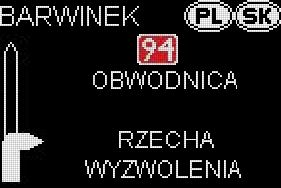 BARWINEK PL SK
94
OBWODNICA
RZECHA
WYZWOLENIA